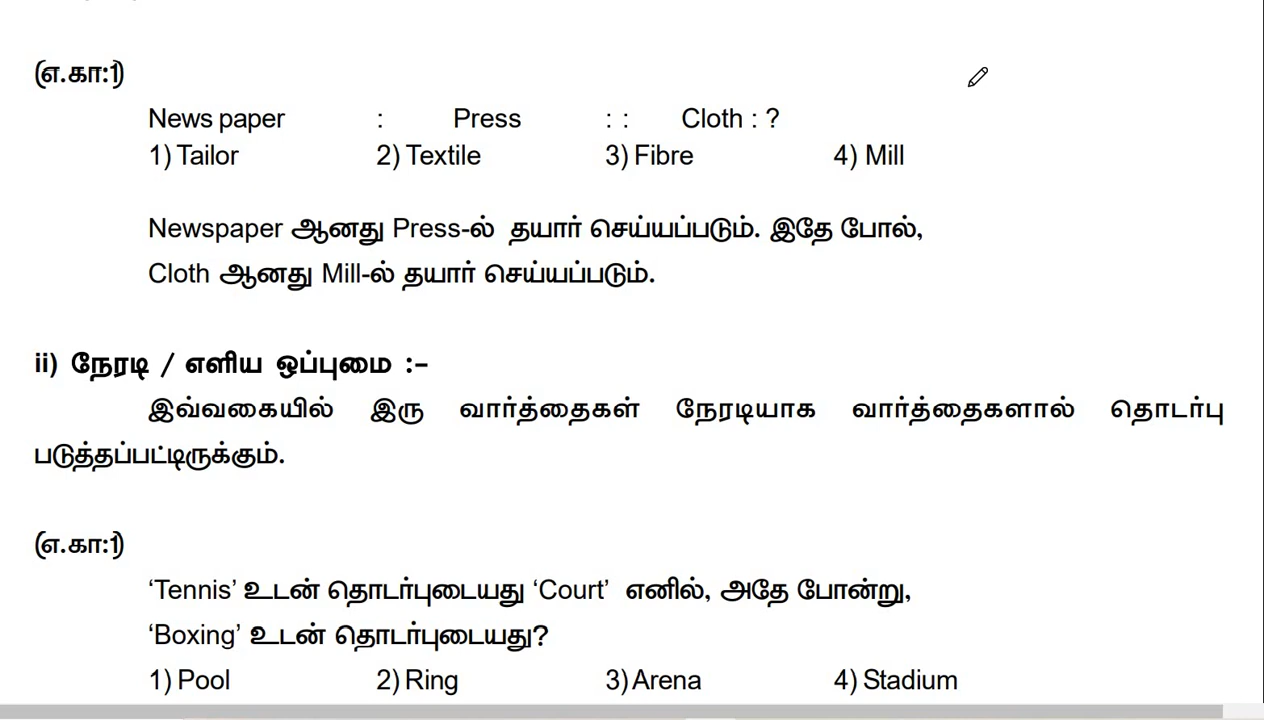 (எ.கா:1)
News paper : Press : : Cloth : ?
1) Tailor 2) Textile 3) Fibre 4) Mill
Newspaper ஆனது Press-ல் தயார் செய்யப்படும். இதே போல்,
Cloth ஆனது Mill-ல் தயார் செய்யப்படும்.
ii) நேரடி / எளிய ஒப்புமை :–
இவ்வகையில் இரு வார்த்தைகள் நேரடியாக வார்த்தைகளால் தொடர்பு
படுத்தப்பட்டிருக்கும்.
(எ.கா:1)
‘Tennis’ உடன் தொடர்புடையது ‘Court’ எனில், அதே போன்று,
‘Boxing’ உடன் தொடர்புடையது?
1) Pool 2) Ring 3) Arena 4) Stadium